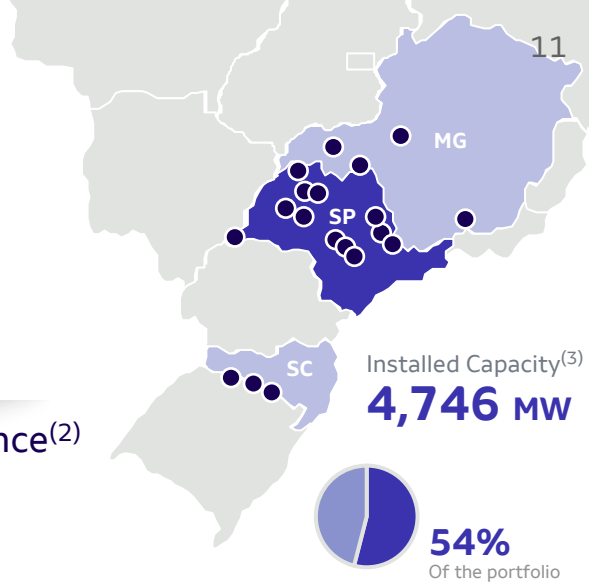 11
MG
SP
SC
Installed Capacity(3)
4,746 MW
nce(2)
54%
Of the portfolio